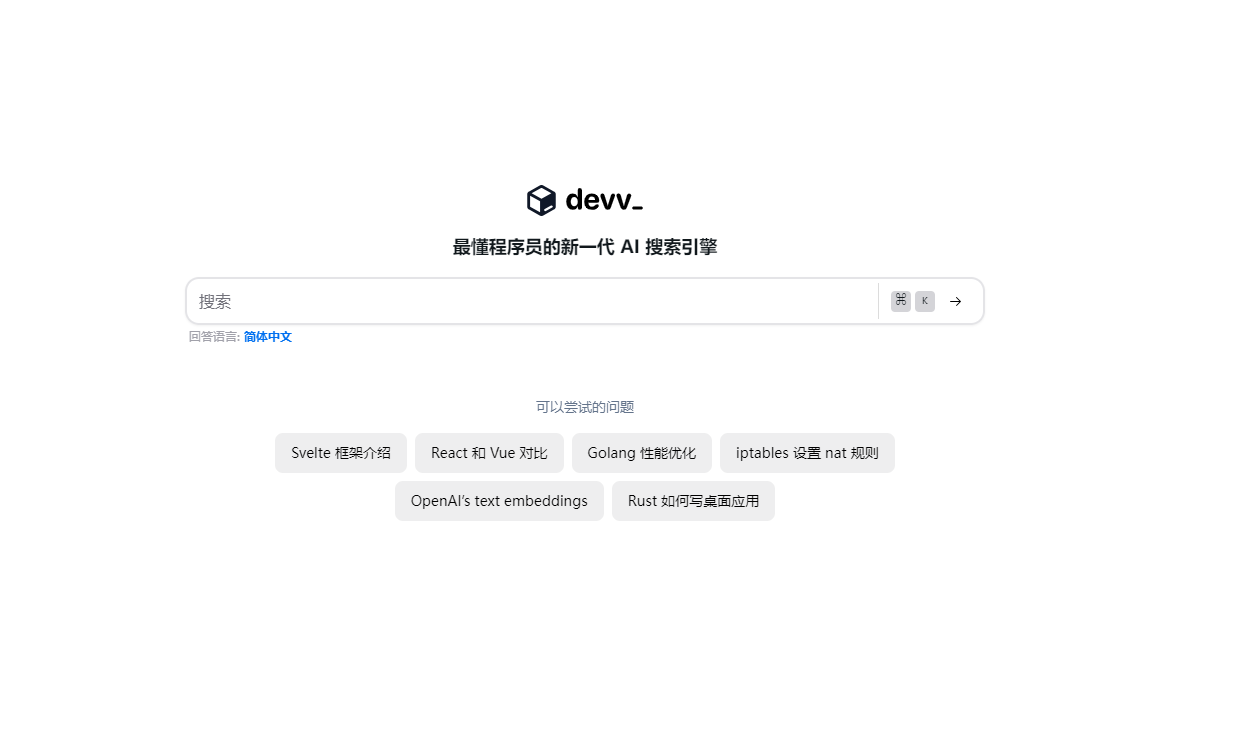 devv_
最懂程序员的新一代 AI 搜索引擎
搜索 ⌘ K →
回答语言: 简体中文
可以尝试的问题
Svelte 框架介绍 React 和 Vue 对比 Golang 性能优化 iptables 设置 nat 规则
OpenAI’s text embeddings Rust 如何写桌面应用